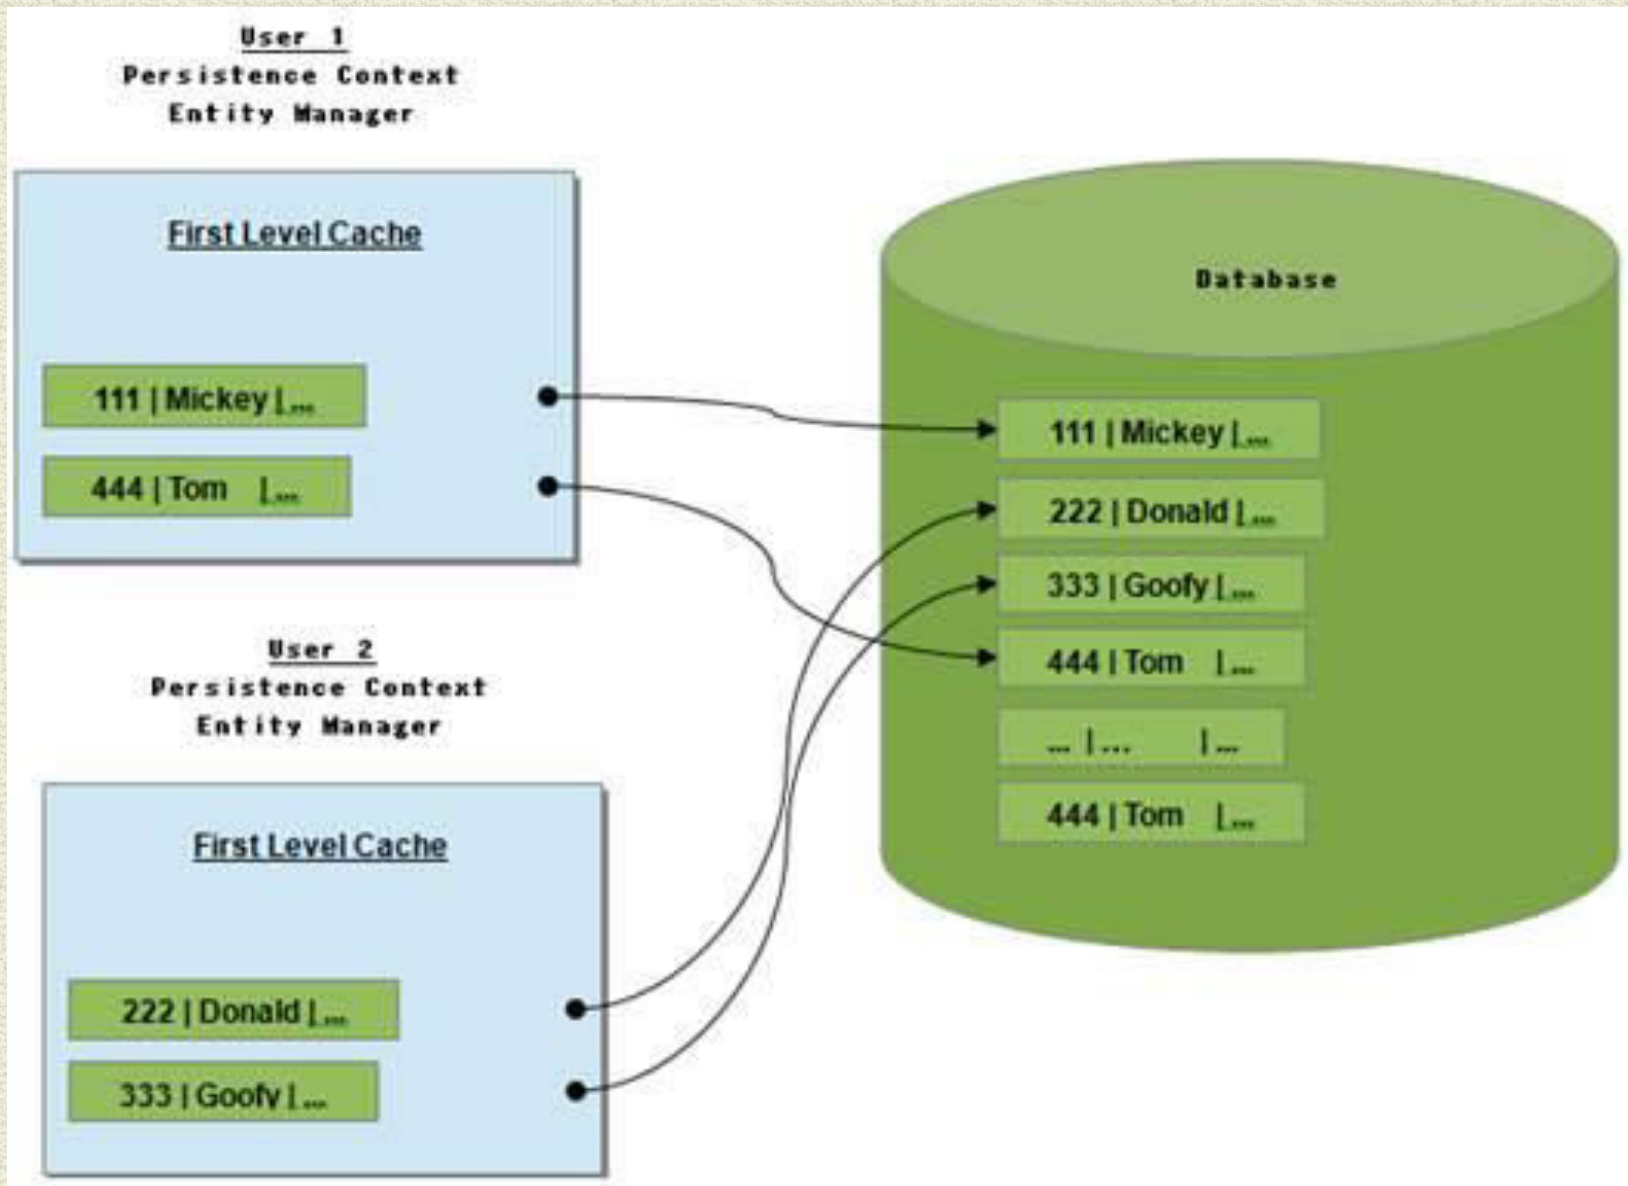 User 1
Persistence Context
Entity Manager
First Level Cache
111 | Mickey |...
444 | Tom |...
User 2
Persistence Context
Entity Manager
First Level Cache
222 | Donald |...
333 | Goofy |...
Database
111 | Mickey |...
222 | Donald |...
333 | Goofy |...
444 | Tom |...
... | ... | ...
444 | Tom |...